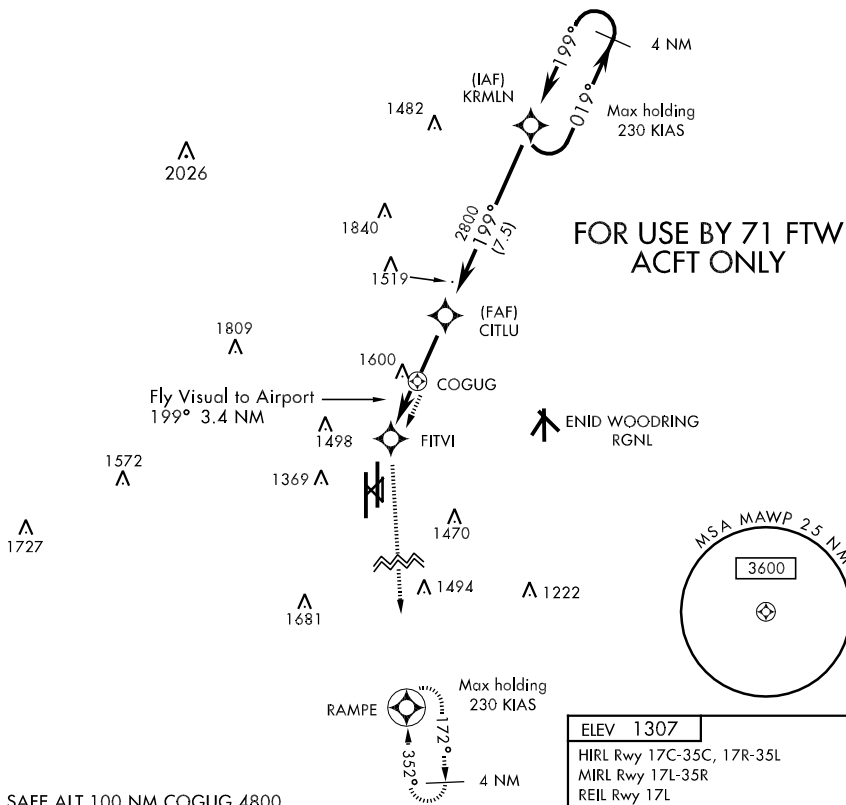 199°
4 NM
(IAF)
KRMLN
019°
Max holding
230 KIAS
1482
2026
1840
2800
199°
(7.5)
FOR USE BY 71 FTW
ACFT ONLY
1519
(FAF)
CITLU
1809
1600
COGUG
Fly Visual to Airport
199° 3.4 NM
1498
FITVI
ENID WOODRING
RGNL
1572
1369
1727
1470
MSA MAWP 25 NM
3600
1494
1222
1681
RAMPE
Max holding
230 KIAS
172°
352°
4 NM
ELEV 1307
HIRL Rwy 17C-35C, 17R-35L
MIRL Rwy 17L-35R
REIL Rwy 17L
SAFE ALT 100 NM COGUG 4800